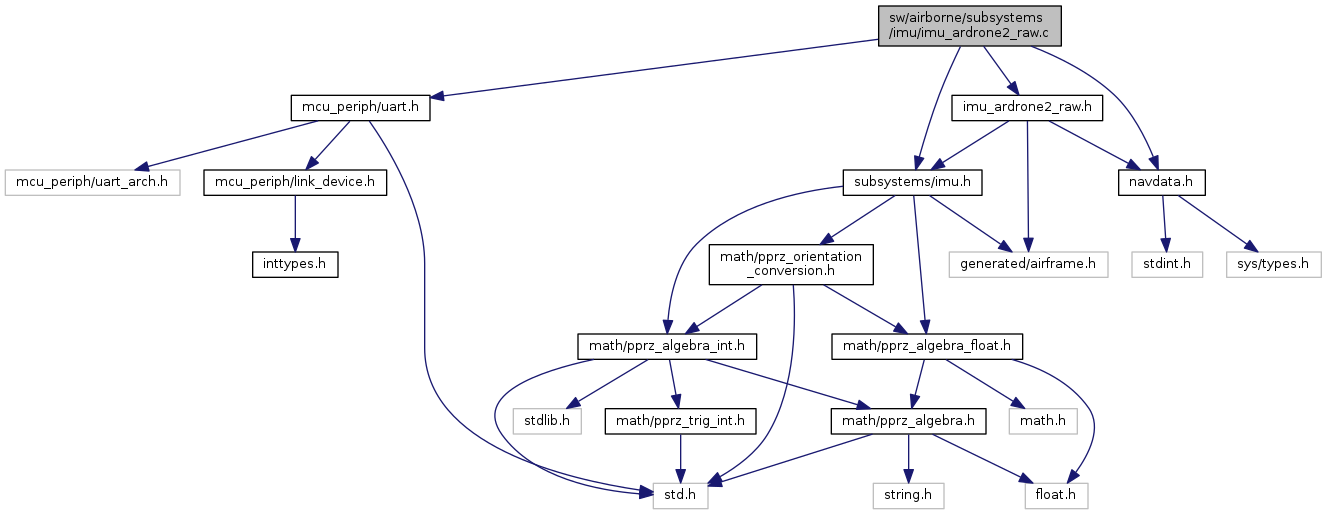 sw/airborne/subsystems
/imu/imu_ardrone2_raw.c
mcu_periph/uart.h
imu_ardrone2_raw.h
mcu_periph/uart_arch.h
mcu_periph/link_device.h
subsystems/imu.h
navdata.h
inttypes.h
math/pprz_orientation
_conversion.h
generated/airframe.h
stdint.h
sys/types.h
math/pprz_algebra_int.h
math/pprz_algebra_float.h
stdlib.h
math/pprz_trig_int.h
math/pprz_algebra.h
math.h
std.h
string.h
float.h